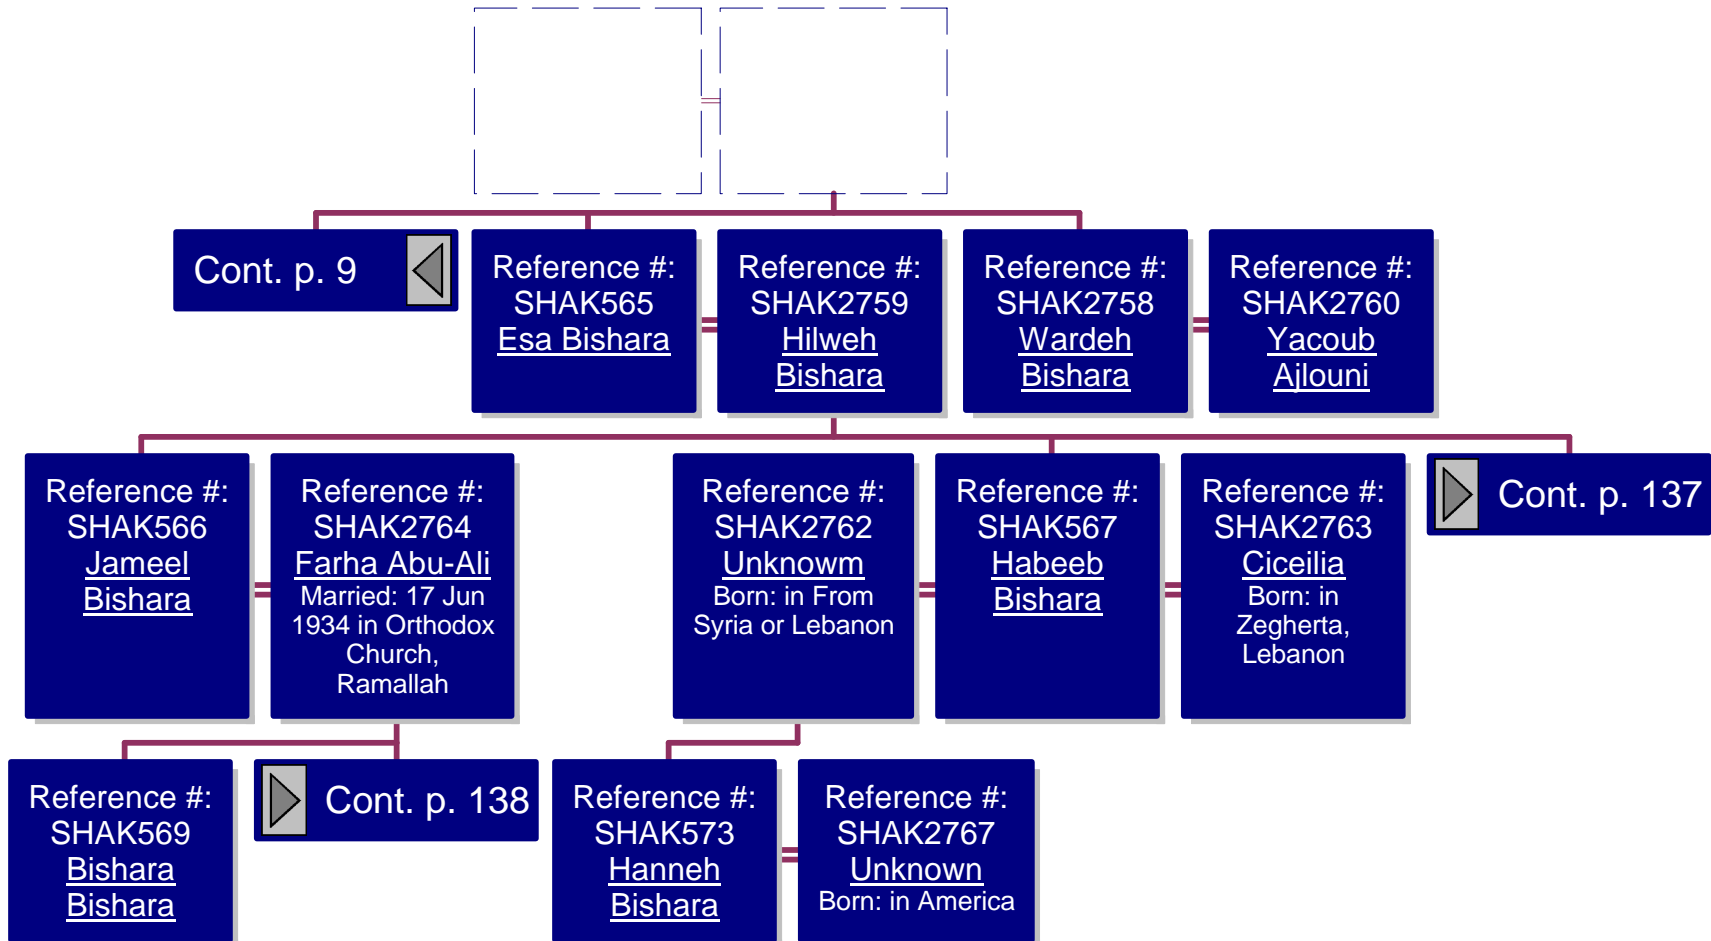 Cont. p. 9
Reference #:
SHAK565
Esa Bishara
Reference #:
SHAK2759
Hilweh
Bishara
Reference #:
SHAK2758
Wardeh
Bishara
Reference #:
SHAK2760
Yacoub
Ajlouni
Reference #:
SHAK566
Jameel
Bishara
Reference #:
SHAK2764
Farha Abu-Ali
Married: 17 Jun
1934 in Orthodox
Church,
Ramallah
Reference #:
SHAK2762
Unknowm
Born: in From
Syria or Lebanon
Reference #:
SHAK567
Habeeb
Bishara
Reference #:
SHAK2763
Ciceilia
Born: in
Zegherta,
Lebanon
Cont. p. 137
Reference #:
SHAK569
Bishara
Bishara
Cont. p. 138
Reference #:
SHAK573
Hanneh
Bishara
Reference #:
SHAK2767
Unknown
Born: in America